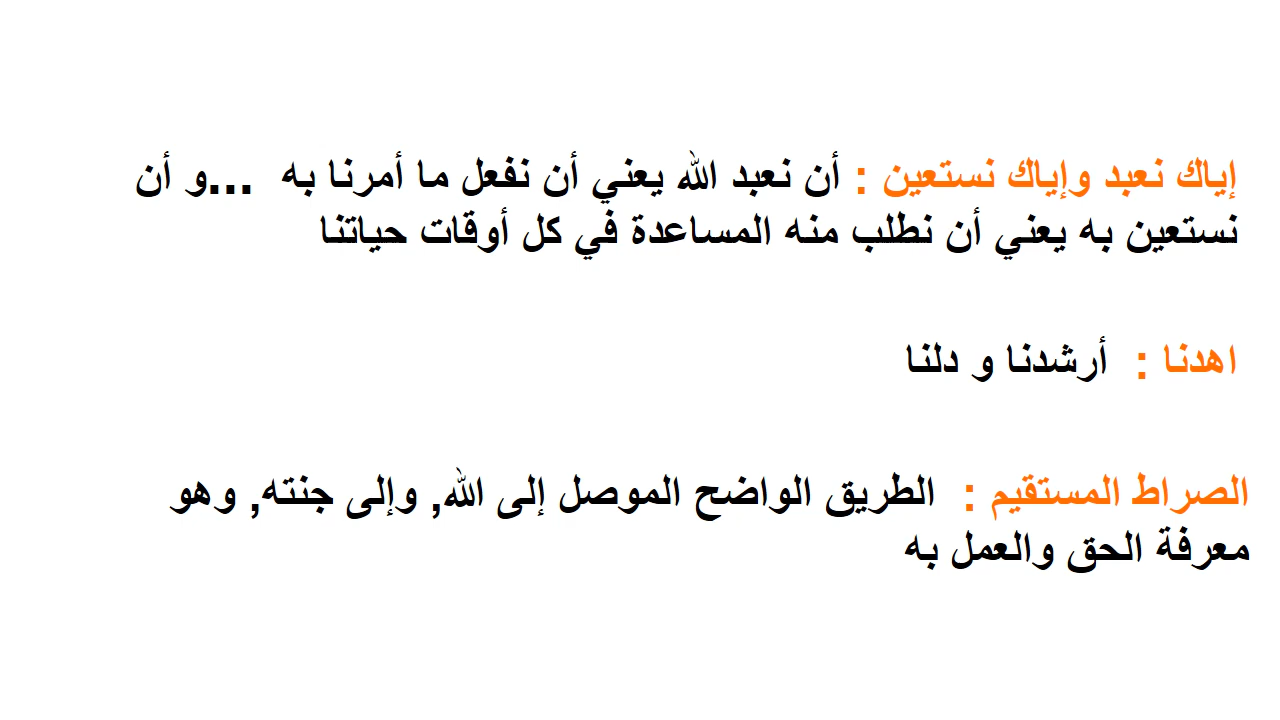 إياك نعبد وإياك نستعين : أن نعبد الله يعني أن نفعل ما أمرنا به ...و أن
نستعين به يعني أن نطلب منه المساعدة في كل أوقات حياتنا
اهدنا : أرشدنا و دلنا
الصراط المستقيم : الطريق الواضح الموصل إلى الله, وإلى جنته, وهو
معرفة الحق والعمل به